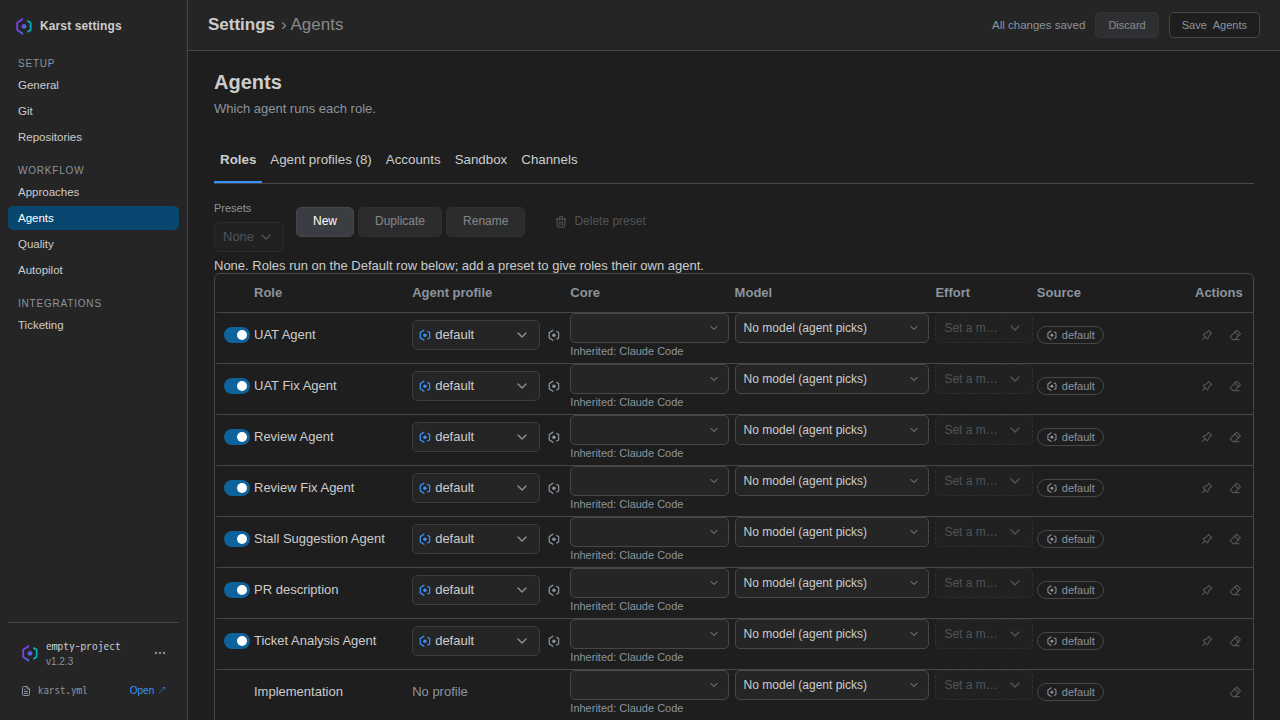 Karst settings
SETUP
General
Git
Repositories
WORKFLOW
Approaches
Agents
Quality
Autopilot
INTEGRATIONS
Ticketing
empty-project
v1.2.3
karst.yml
Open ↗
Settings › Agents
All changes saved
Discard
Save Agents
Agents
Which agent runs each role.
Roles
Agent profiles (8)
Accounts
Sandbox
Channels
Presets
None
New
Duplicate
Rename
Delete preset
None. Roles run on the Default row below; add a preset to give roles their own agent.
Role Agent profile Core Model Effort Source Actions
UAT Agent default No model (agent picks) Set a m… default
Inherited: Claude Code
UAT Fix Agent default No model (agent picks) Set a m… default
Inherited: Claude Code
Review Agent default No model (agent picks) Set a m… default
Inherited: Claude Code
Review Fix Agent default No model (agent picks) Set a m… default
Inherited: Claude Code
Stall Suggestion Agent default No model (agent picks) Set a m… default
Inherited: Claude Code
PR description default No model (agent picks) Set a m… default
Inherited: Claude Code
Ticket Analysis Agent default No model (agent picks) Set a m… default
Inherited: Claude Code
Implementation No profile No model (agent picks) Set a m… default
Inherited: Claude Code